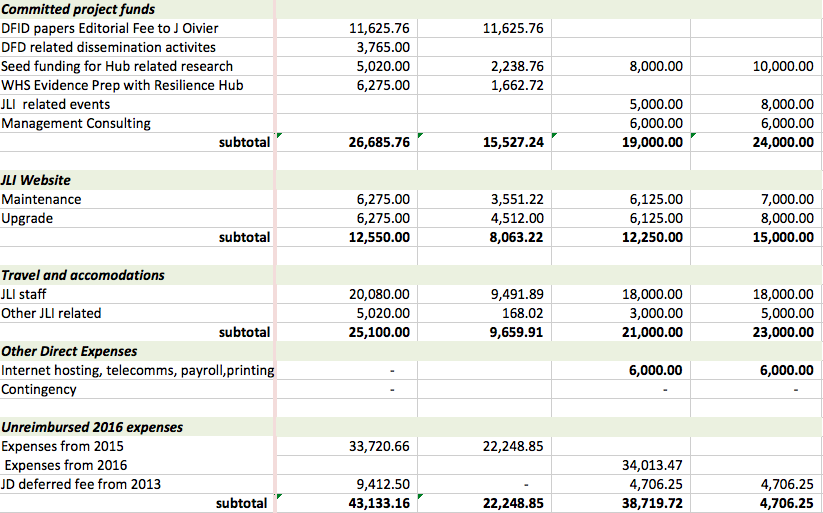 Committed project funds
DFID papers Editorial Fee to J Oivier 11,625.76 11,625.76
DFD related dissemination activites 3,765.00
Seed funding for Hub related research 5,020.00 2,238.76 8,000.00 10,000.00
WHS Evidence Prep with Resilience Hub 6,275.00 1,662.72
JLI related events 5,000.00 8,000.00
Management Consulting 6,000.00 6,000.00
subtotal 26,685.76 15,527.24 19,000.00 24,000.00
JLI Website
Maintenance 6,275.00 3,551.22 6,125.00 7,000.00
Upgrade 6,275.00 4,512.00 6,125.00 8,000.00
subtotal 12,550.00 8,063.22 12,250.00 15,000.00
Travel and accomodations
JLI staff 20,080.00 9,491.89 18,000.00 18,000.00
Other JLI related 5,020.00 168.02 3,000.00 5,000.00
subtotal 25,100.00 9,659.91 21,000.00 23,000.00
Other Direct Expenses
Internet hosting, telecomms, payroll,printing - 6,000.00 6,000.00
Contingency - - -
Unreimbursed 2016 expenses
Expenses from 2015 33,720.66 22,248.85
Expenses from 2016 34,013.47
JD deferred fee from 2013 9,412.50 - 4,706.25 4,706.25
subtotal 43,133.16 22,248.85 38,719.72 4,706.25